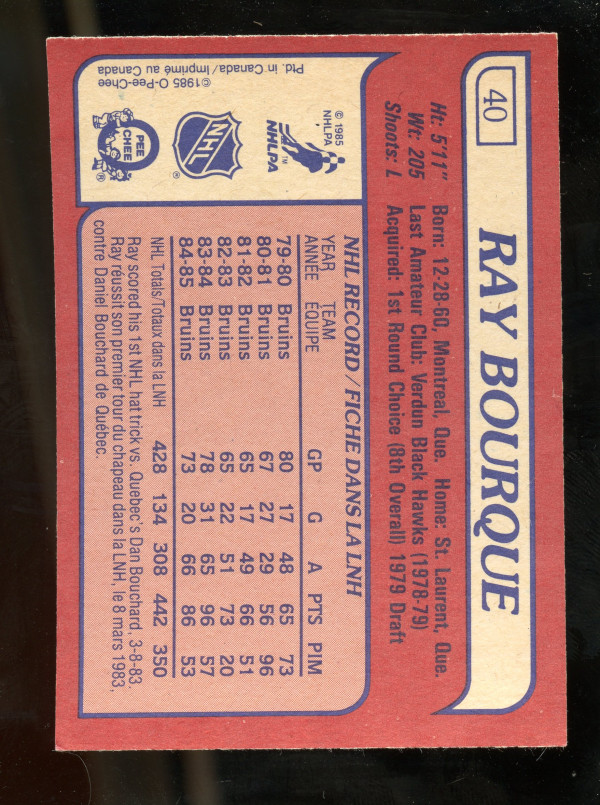 40
RAY BOURQUE
Ht: 5'11" Born: 12-28-60, Montreal, Que. Home: St. Laurent, Que.
Wt: 205 Last Amateur Club: Verdun Black Hawks (1978-79)
Shoots: L Acquired: 1st Round Choice (8th Overall) 1979 Draft
© 1985
NHLPA
NHLPA
TM
NHL
®
O
PEE
CHEE
®
©1985 O-Pee-Chee
Ptd. in Canada/Imprimé au Canada
NHL RECORD/FICHE DANS LA LNH
YEAR TEAM
ANNÉE ÉQUIPE GP G A PTS PIM
79-80 Bruins 80 17 48 65 73
80-81 Bruins 67 27 29 56 96
81-82 Bruins 65 17 49 66 51
82-83 Bruins 65 22 51 73 20
83-84 Bruins 78 31 65 96 57
84-85 Bruins 73 20 66 86 53
NHL Totals/Totaux dans la LNH 428 134 308 442 350
Ray scored his 1st NHL hat trick vs. Quebec's Dan Bouchard, 3-8-83.
Ray réussit son premier tour du chapeau dans la LNH, le 8 mars 1983,
contre Daniel Bouchard de Québec.